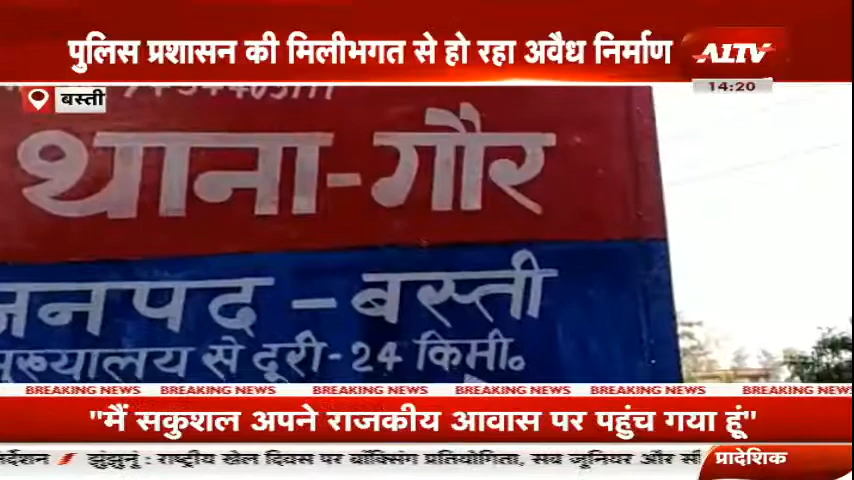 पुलिस प्रशासन की मिलीभगत से हो रहा अवैध निर्माण
ALTV
14:20
बस्ती
थाना-गौर
जनपद-बस्ती
मुख्यालय से दूरी-24 किमी॰
BREAKING NEWS BREAKING NEWS BREAKING NEWS BREAKING NEWS BREAKING NEWS BREAKING NEWS
"मैं सकुशल अपने राजकीय आवास पर पहुंच गया हूं"
झुंझुनूं : राष्ट्रीय खेल दिवस पर बॉक्सिंग प्रतियोगिता, सब जूनियर और
प्रादेशिक